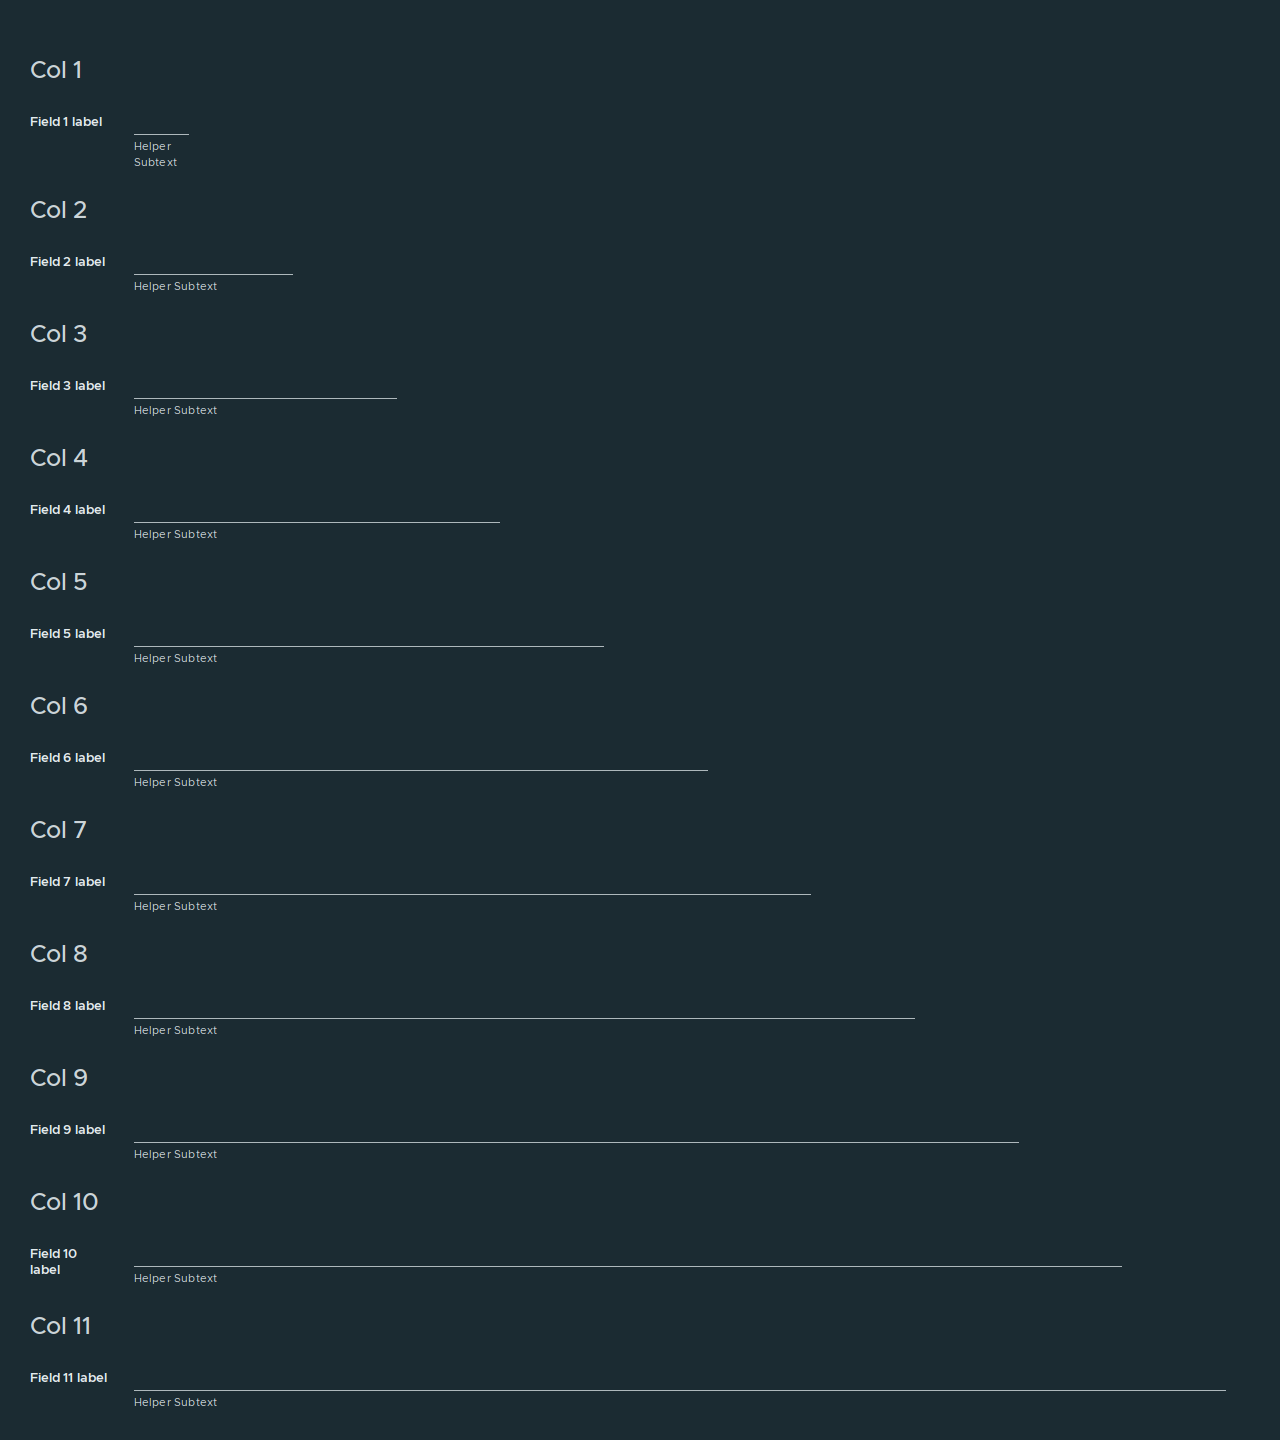 Col 1
Field 1 label
Helper
Subtext
Col 2
Field 2 label
Helper Subtext
Col 3
Field 3 label
Helper Subtext
Col 4
Field 4 label
Helper Subtext
Col 5
Field 5 label
Helper Subtext
Col 6
Field 6 label
Helper Subtext
Col 7
Field 7 label
Helper Subtext
Col 8
Field 8 label
Helper Subtext
Col 9
Field 9 label
Helper Subtext
Col 10
Field 10
label
Helper Subtext
Col 11
Field 11 label
Helper Subtext